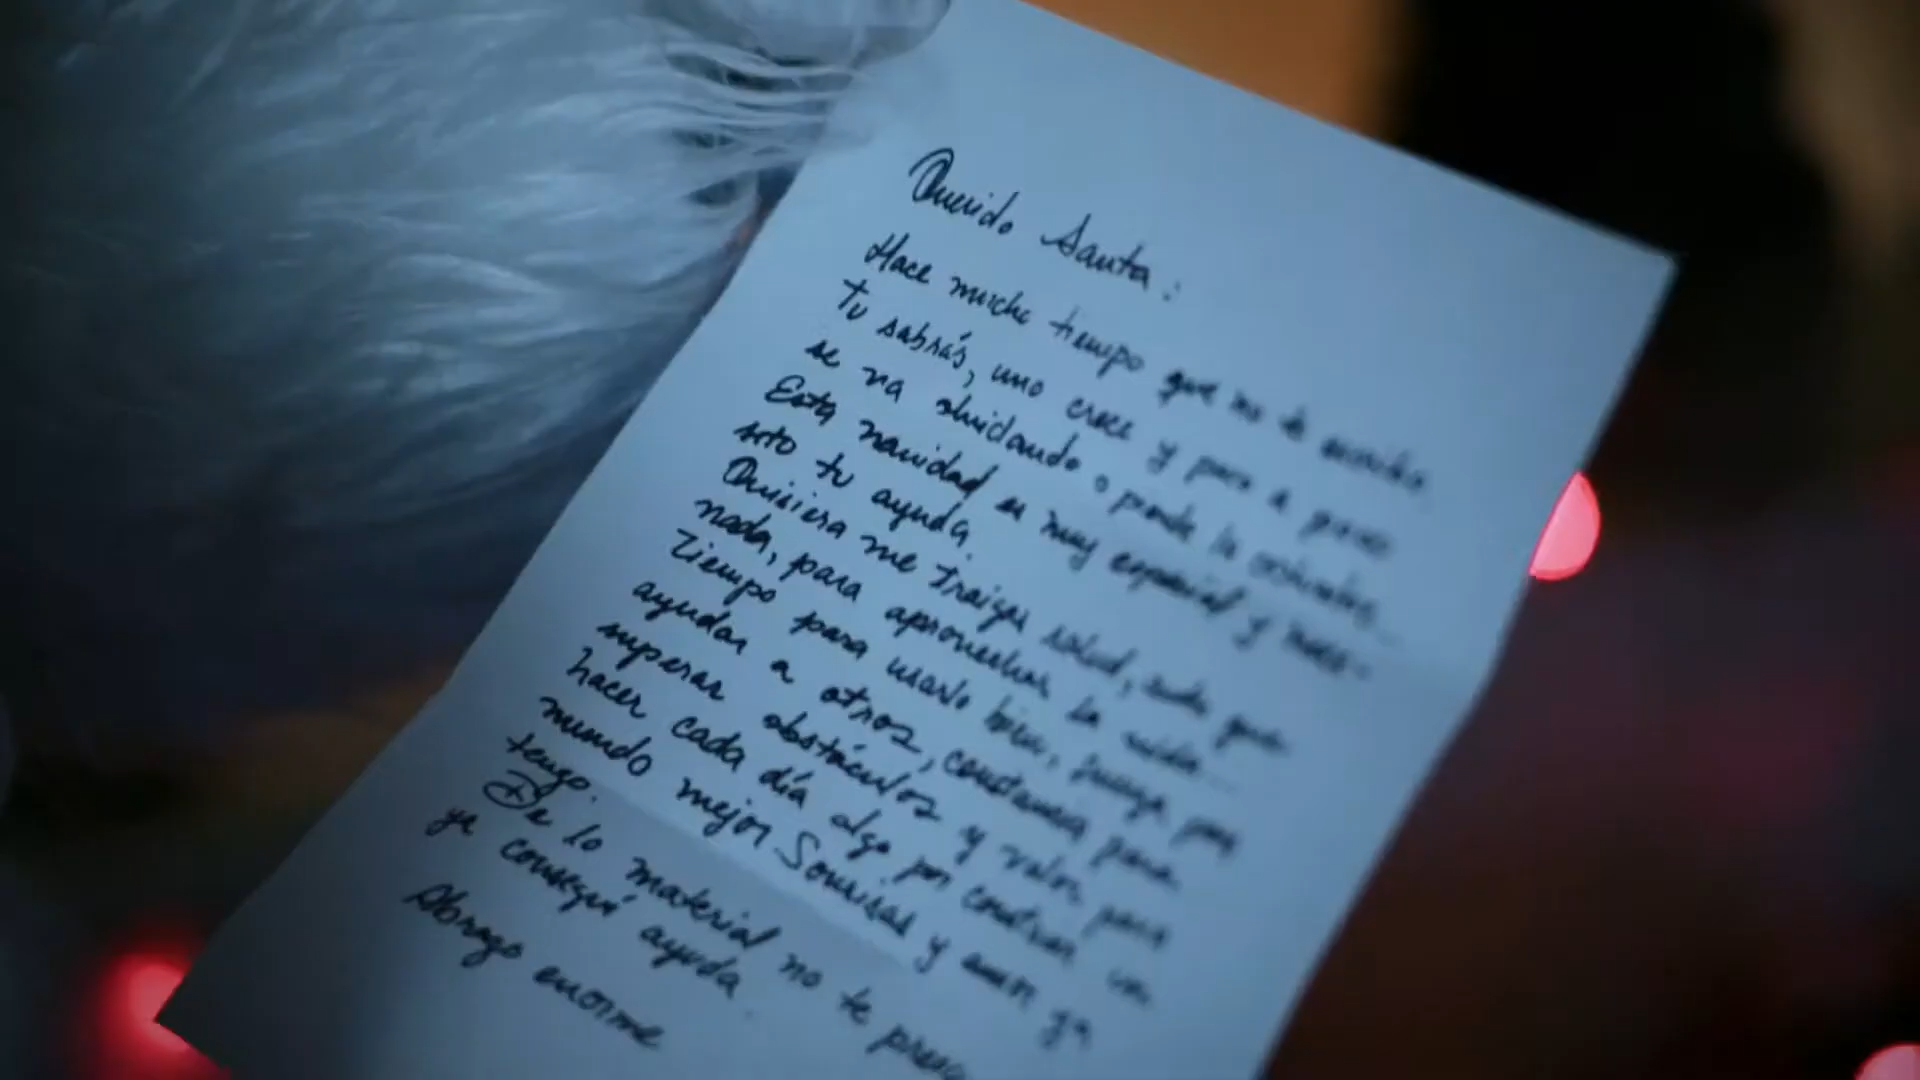 Querido Santa:
Hace mucho tiempo que no te escribo,
tu sabrás, uno crece y poco a poco
se va olvidando o pierde la costumbre...
Esta navidad es muy especial y nece-
sito tu ayuda.
Quisiera me traigas salud, más que
nada, para aprovechar la vida...
Tiempo para usarlo bien, fuerza para
ayudar a otros, constancia para
superar obstáculos y valor para
hacer cada día algo por construir un
mundo mejor Sonrisas y amor ya
tengo.
De lo material no te
ya conseguí ayuda.
Abrazo enorme